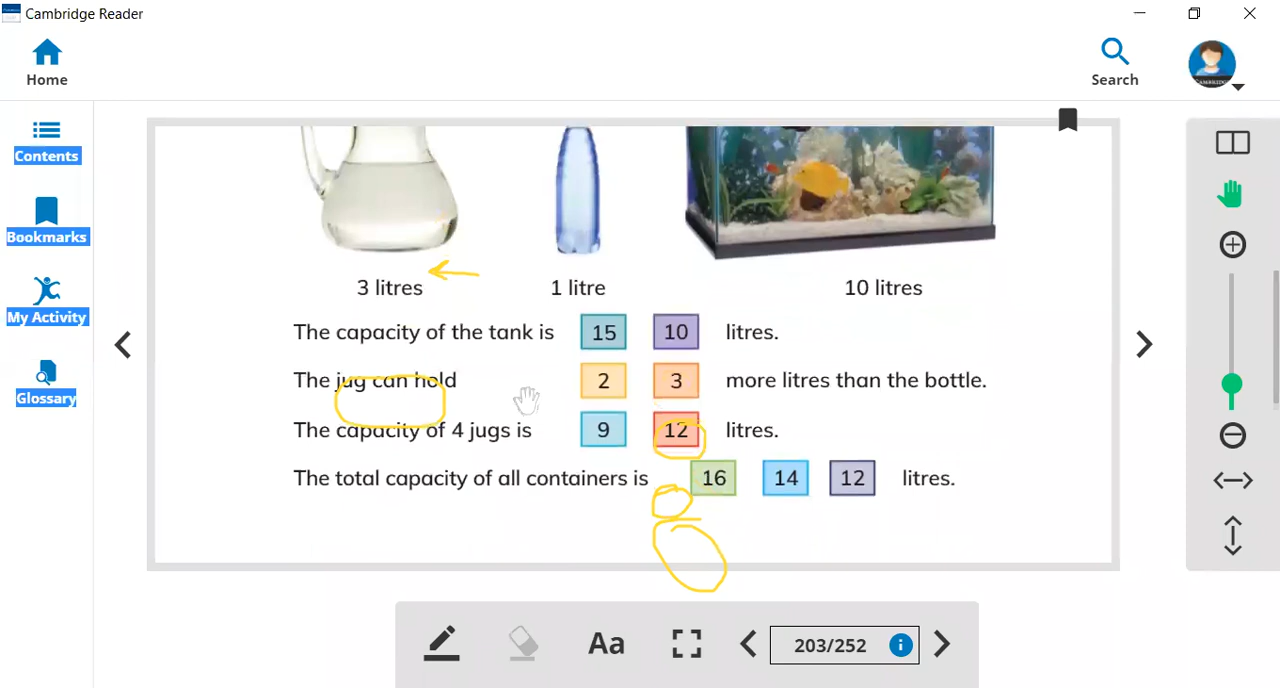 Cambridge Reader
Home
Search
Contents
Bookmarks
My Activity
Glossary
3 litres 1 litre 10 litres
The capacity of the tank is 15 10 litres.
The jug can hold 2 3 more litres than the bottle.
The capacity of 4 jugs is 9 12 litres.
The total capacity of all containers is 16 14 12 litres.
Aa 203/252 i